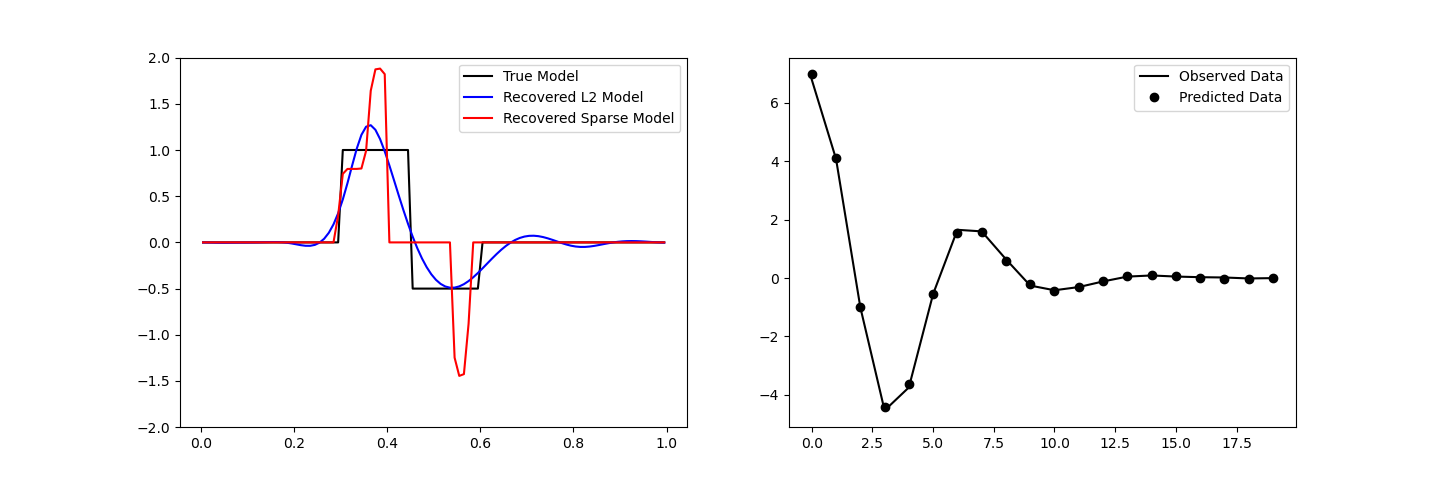 2.0
1.5
1.0
0.5
0.0
−0.5
−1.0
−1.5
−2.0
0.0 0.2 0.4 0.6 0.8 1.0
True Model
Recovered L2 Model
Recovered Sparse Model
6
4
2
0
−2
−4
0.0 2.5 5.0 7.5 10.0 12.5 15.0 17.5
Observed Data
Predicted Data